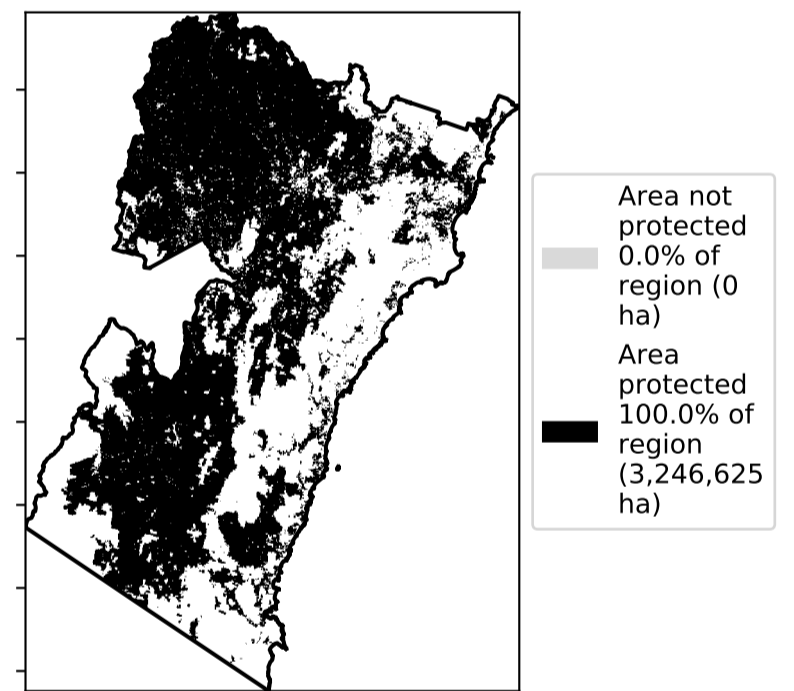 Area not
protected
0.0% of
region (0
ha)
Area
protected
100.0% of
region
(3,246,625
ha)